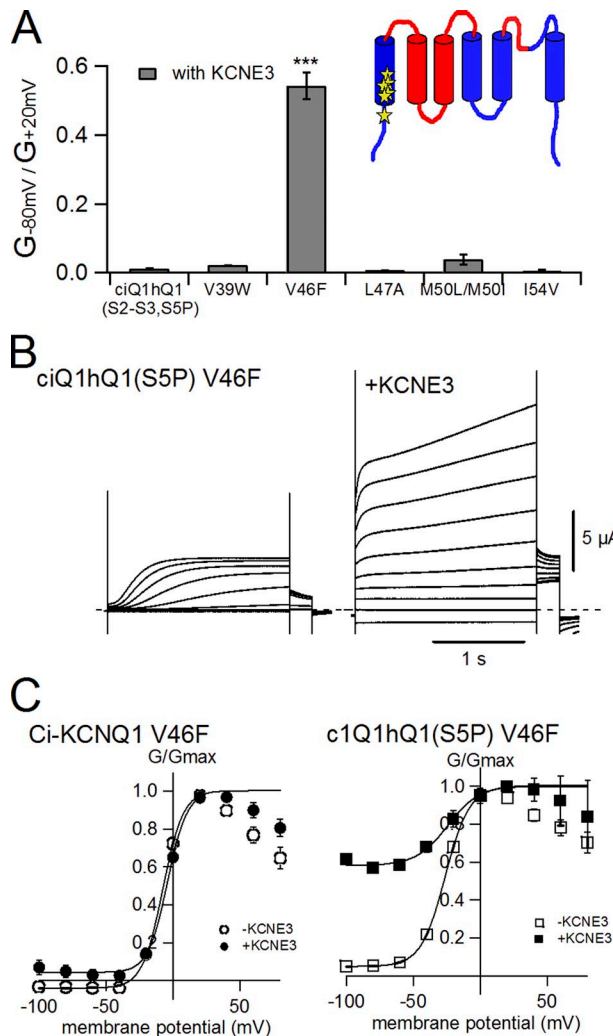 A
G-80mV / G+20mV
0.6
0.4
0.2
0.0
with KCNE3
***
ciQ1hQ1 V39W V46F L47A M50L/M50I I54V
(S2-S3,S5P)
B
ciQ1hQ1(S5P) V46F
+KCNE3
5 µA
1 s
C
Ci-KCNQ1 V46F
G/Gmax
1.0
0.8
0.6
0.4
0.2
-KCNE3
+KCNE3
-100 -50 0 50
membrane potential (mV)
c1Q1hQ1(S5P) V46F
G/Gmax
1.0
0.8
0.6
0.4
0.2
-KCNE3
+KCNE3
-100 -50 0 50
membrane potential (mV)